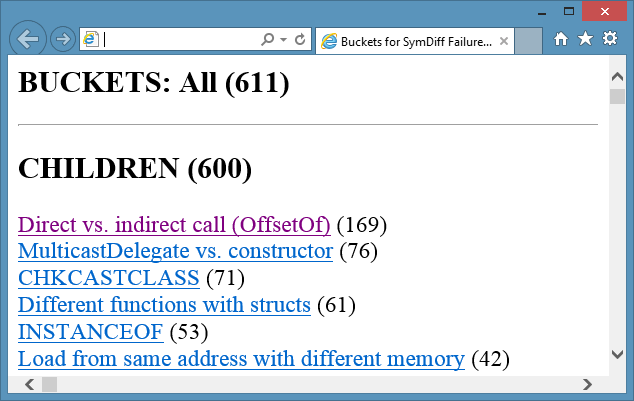 Buckets for SymDiff Failure...
BUCKETS: All (611)
CHILDREN (600)
Direct vs. indirect call (OffsetOf) (169)
MulticastDelegate vs. constructor (76)
CHKCASTCLASS (71)
Different functions with structs (61)
INSTANCEOF (53)
Load from same address with different memory (42)